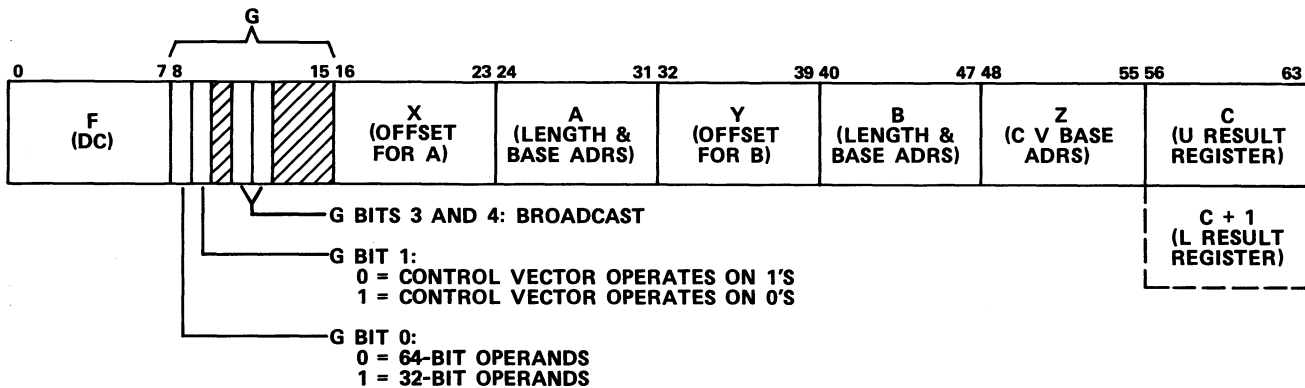 G
0 7 8 15 16 23 24 31 32 39 40 47 48 55 56 63
F
(DC)
X
(OFFSET
FOR A)
A
(LENGTH &
BASE ADRS)
Y
(OFFSET
FOR B)
B
(LENGTH &
BASE ADRS)
Z
(C V BASE
ADRS)
C
(U RESULT
REGISTER)
C + 1
(L RESULT
REGISTER)
G BITS 3 AND 4: BROADCAST
G BIT 1:
0 = CONTROL VECTOR OPERATES ON 1'S
1 = CONTROL VECTOR OPERATES ON 0'S
G BIT 0:
0 = 64-BIT OPERANDS
1 = 32-BIT OPERANDS